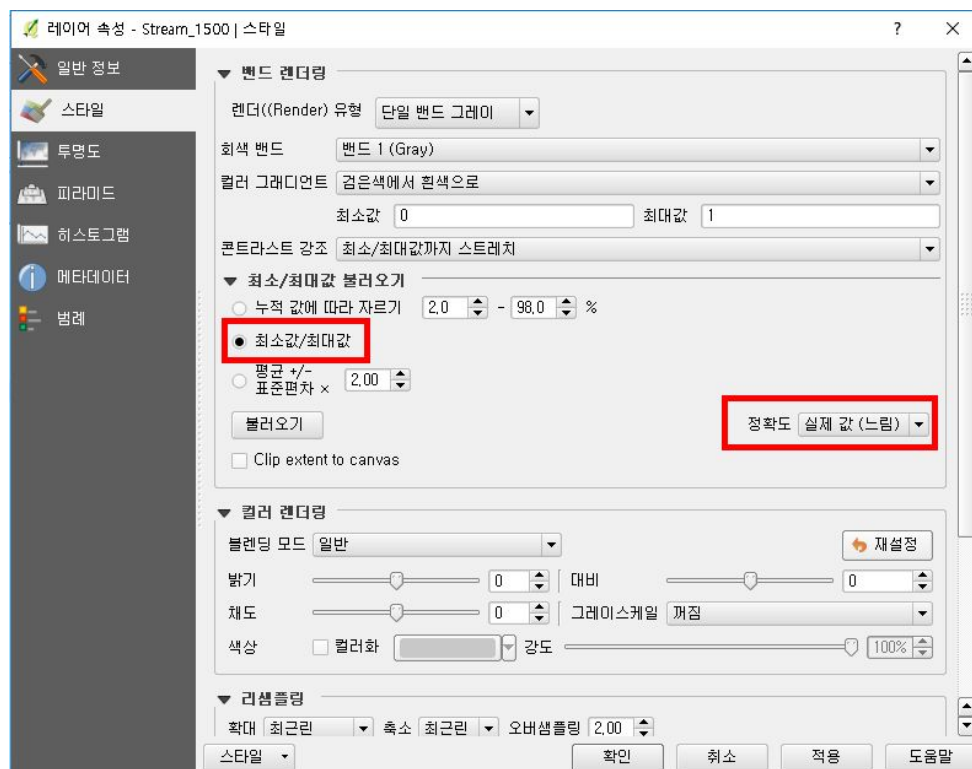 레이어 속성 - Stream_1500 | 스타일
일반 정보
스타일
투명도
피라미드
히스토그램
메타데이터
범례
밴드 렌더링
렌더((Render) 유형 단일 밴드 그레이
회색 밴드 밴드 1 (Gray)
컬러 그래디언트 검은색에서 흰색으로
최소값 0 최대값 1
콘트라스트 강조 최소/최대값까지 스트레치
최소/최대값 불러오기
누적 값에 따라 자르기 2,0 - 98,0 %
최소값/최대값
평균 +/-
표준편차 × 2,00
불러오기 정확도 실제 값 (느림)
Clip extent to canvas
컬러 렌더링
블렌딩 모드 일반 재설정
밝기 0 대비 0
채도 0 그레이스케일 꺼짐
색상 컬러화 강도 100%
리샘플링
확대 최근린 축소 최근린 오버샘플링 2,00
스타일 확인 취소 적용 도움말